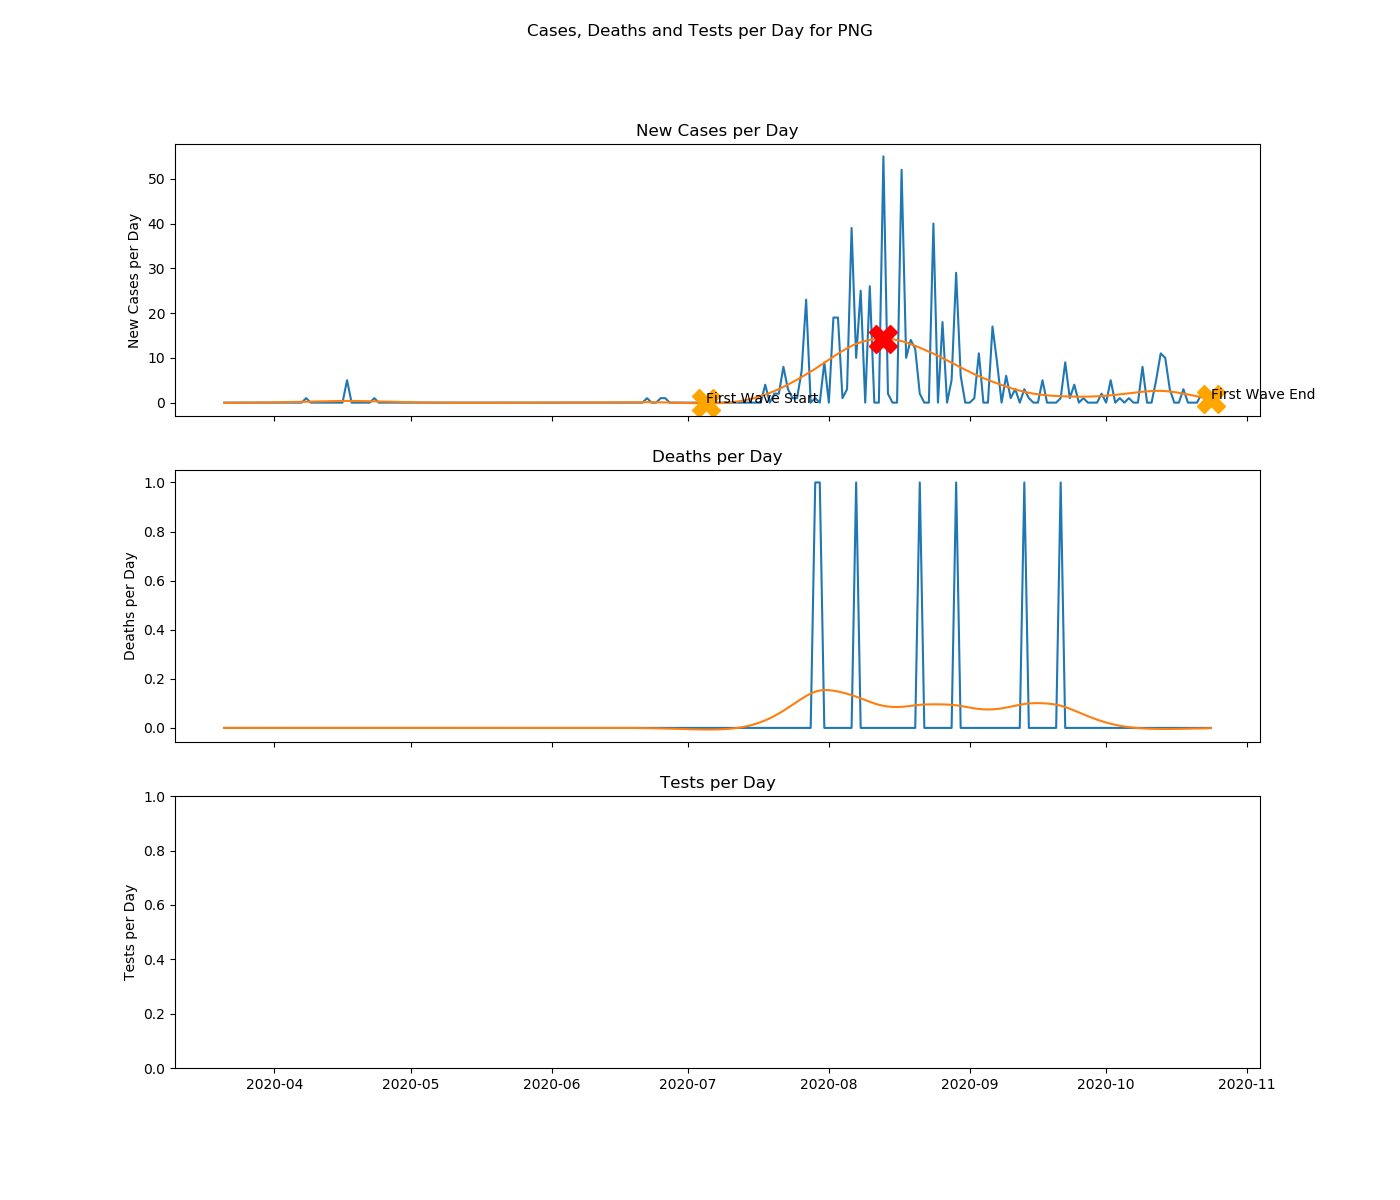 Cases, Deaths and Tests per Day for PNG
New Cases per Day
New Cases per Day
50
40
30
20
10
0
First Wave Start
First Wave End
Deaths per Day
Deaths per Day
1.0
0.8
0.6
0.4
0.2
0.0
Tests per Day
Tests per Day
1.0
0.8
0.6
0.4
0.2
0.0
2020-04 2020-05 2020-06 2020-07 2020-08 2020-09 2020-10 2020-11